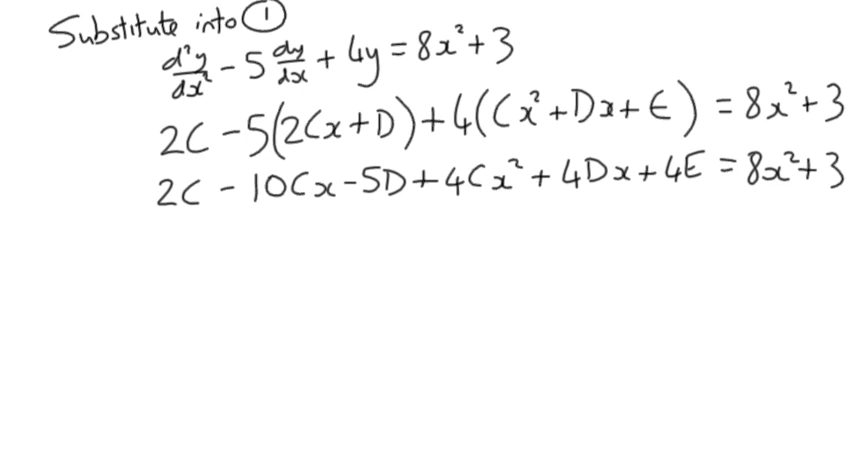 Substitute into ①
d²y/dx² - 5 dy/dx + 4y = 8x² + 3
2C - 5(2Cx + D) + 4(Cx² + Dx + E) = 8x² + 3
2C - 10Cx - 5D + 4Cx² + 4Dx + 4E = 8x² + 3